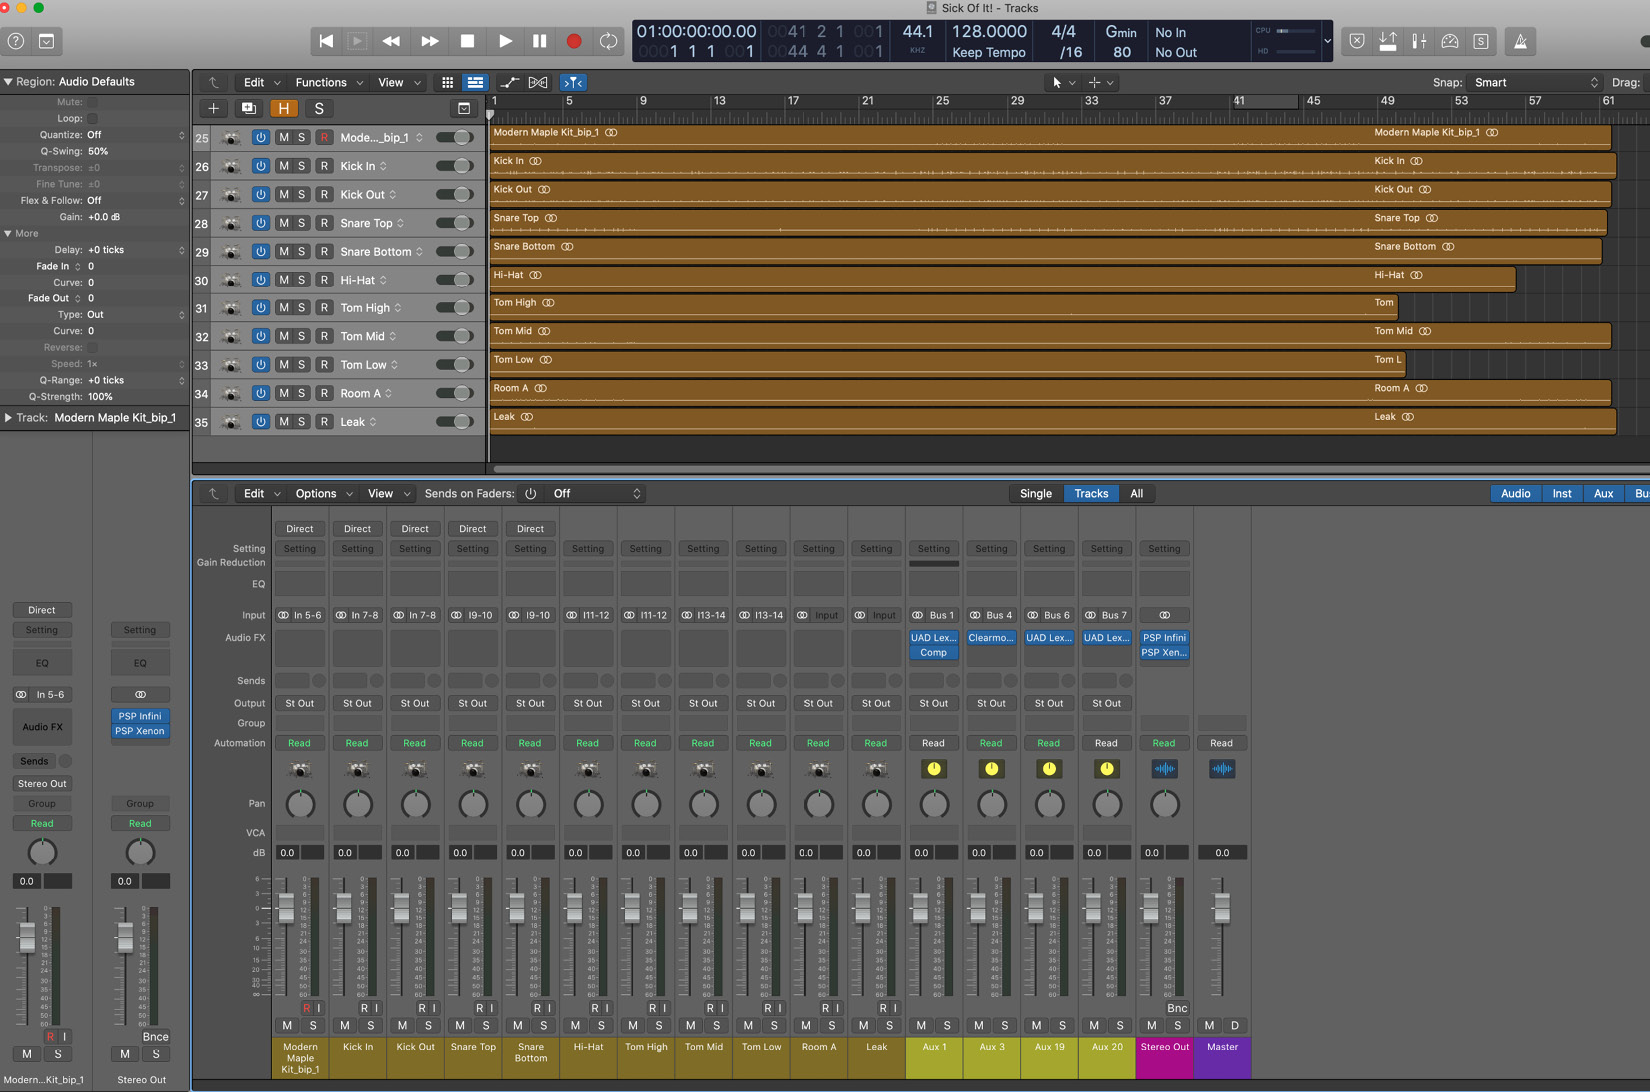 Sick Of It! - Tracks
01:00:00:00.00
0041 2 1 001
44.1
128.0000
4/4
Gmin
No In
CPU
0001 1 1 001
0044 4 1 001
KHZ
Keep Tempo
/16
80
No Out
HD
Region: Audio Defaults
Mute:
Loop:
Quantize: Off
Q-Swing: 50%
Transpose: ±0
Fine Tune: ±0
Flex & Follow: Off
Gain: +0.0 dB
More
Delay: +0 ticks
Fade In 0
Curve: 0
Fade Out 0
Type: Out
Curve: 0
Reverse:
Speed: 1×
Q-Range: +0 ticks
Q-Strength: 100%
Track: Modern Maple Kit_bip_1
Edit Functions View
Snap: Smart Drag:
H S
1 5 9 13 17 21 25 29 33 37 41 45 49 53 57 61
25 M S R Mode..._bip_1
Modern Maple Kit_bip_1 Modern Maple Kit_bip_1
26 M S R Kick In
Kick In Kick In
27 M S R Kick Out
Kick Out Kick Out
28 M S R Snare Top
Snare Top Snare Top
29 M S R Snare Bottom
Snare Bottom Snare Bottom
30 M S R Hi-Hat
Hi-Hat Hi-Hat
31 M S R Tom High
Tom High Tom
32 M S R Tom Mid
Tom Mid Tom Mid
33 M S R Tom Low
Tom Low Tom L
34 M S R Room A
Room A Room A
35 M S R Leak
Leak Leak
Edit Options View Sends on Faders: Off
Single Tracks All
Audio Inst Aux Bu
Direct Direct Direct Direct Direct
Setting Setting Setting Setting Setting Setting Setting Setting Setting Setting Setting Setting Setting Setting Setting Setting Setting
Gain Reduction
EQ
Input In 5-6 In 7-8 In 7-8 I9-10 I9-10 I11-12 I11-12 I13-14 I13-14 Input Input Bus 1 Bus 4 Bus 6 Bus 7
Audio FX UAD Lex... Clearmo... UAD Lex... UAD Lex... PSP Infini
Comp PSP Xen...
Sends
Output St Out St Out St Out St Out St Out St Out St Out St Out St Out St Out St Out St Out St Out St Out St Out
Group
Automation Read Read Read Read Read Read Read Read Read Read Read Read Read Read Read Read Read
Pan
VCA
dB 0.0 0.0 0.0 0.0 0.0 0.0 0.0 0.0 0.0 0.0 0.0 0.0 0.0 0.0 0.0 0.0 0.0
R I R I R I R I R I R I R I R I R I R I R I Bnc
M S M S M S M S M S M S M S M S M S M S M S M S M S M S M S M S M D
Modern Maple Kit_bip_1
Kick In
Kick Out
Snare Top
Snare Bottom
Hi-Hat
Tom High
Tom Mid
Tom Low
Room A
Leak
Aux 1
Aux 3
Aux 19
Aux 20
Stereo Out
Master
Direct
Setting Setting
EQ EQ
In 5-6
Audio FX
PSP Infini
PSP Xenon
Sends
Stereo Out
Group Group
Read Read
0.0 0.0
R I Bnce
M S M S
Modern...Kit_bip_1 Stereo Out